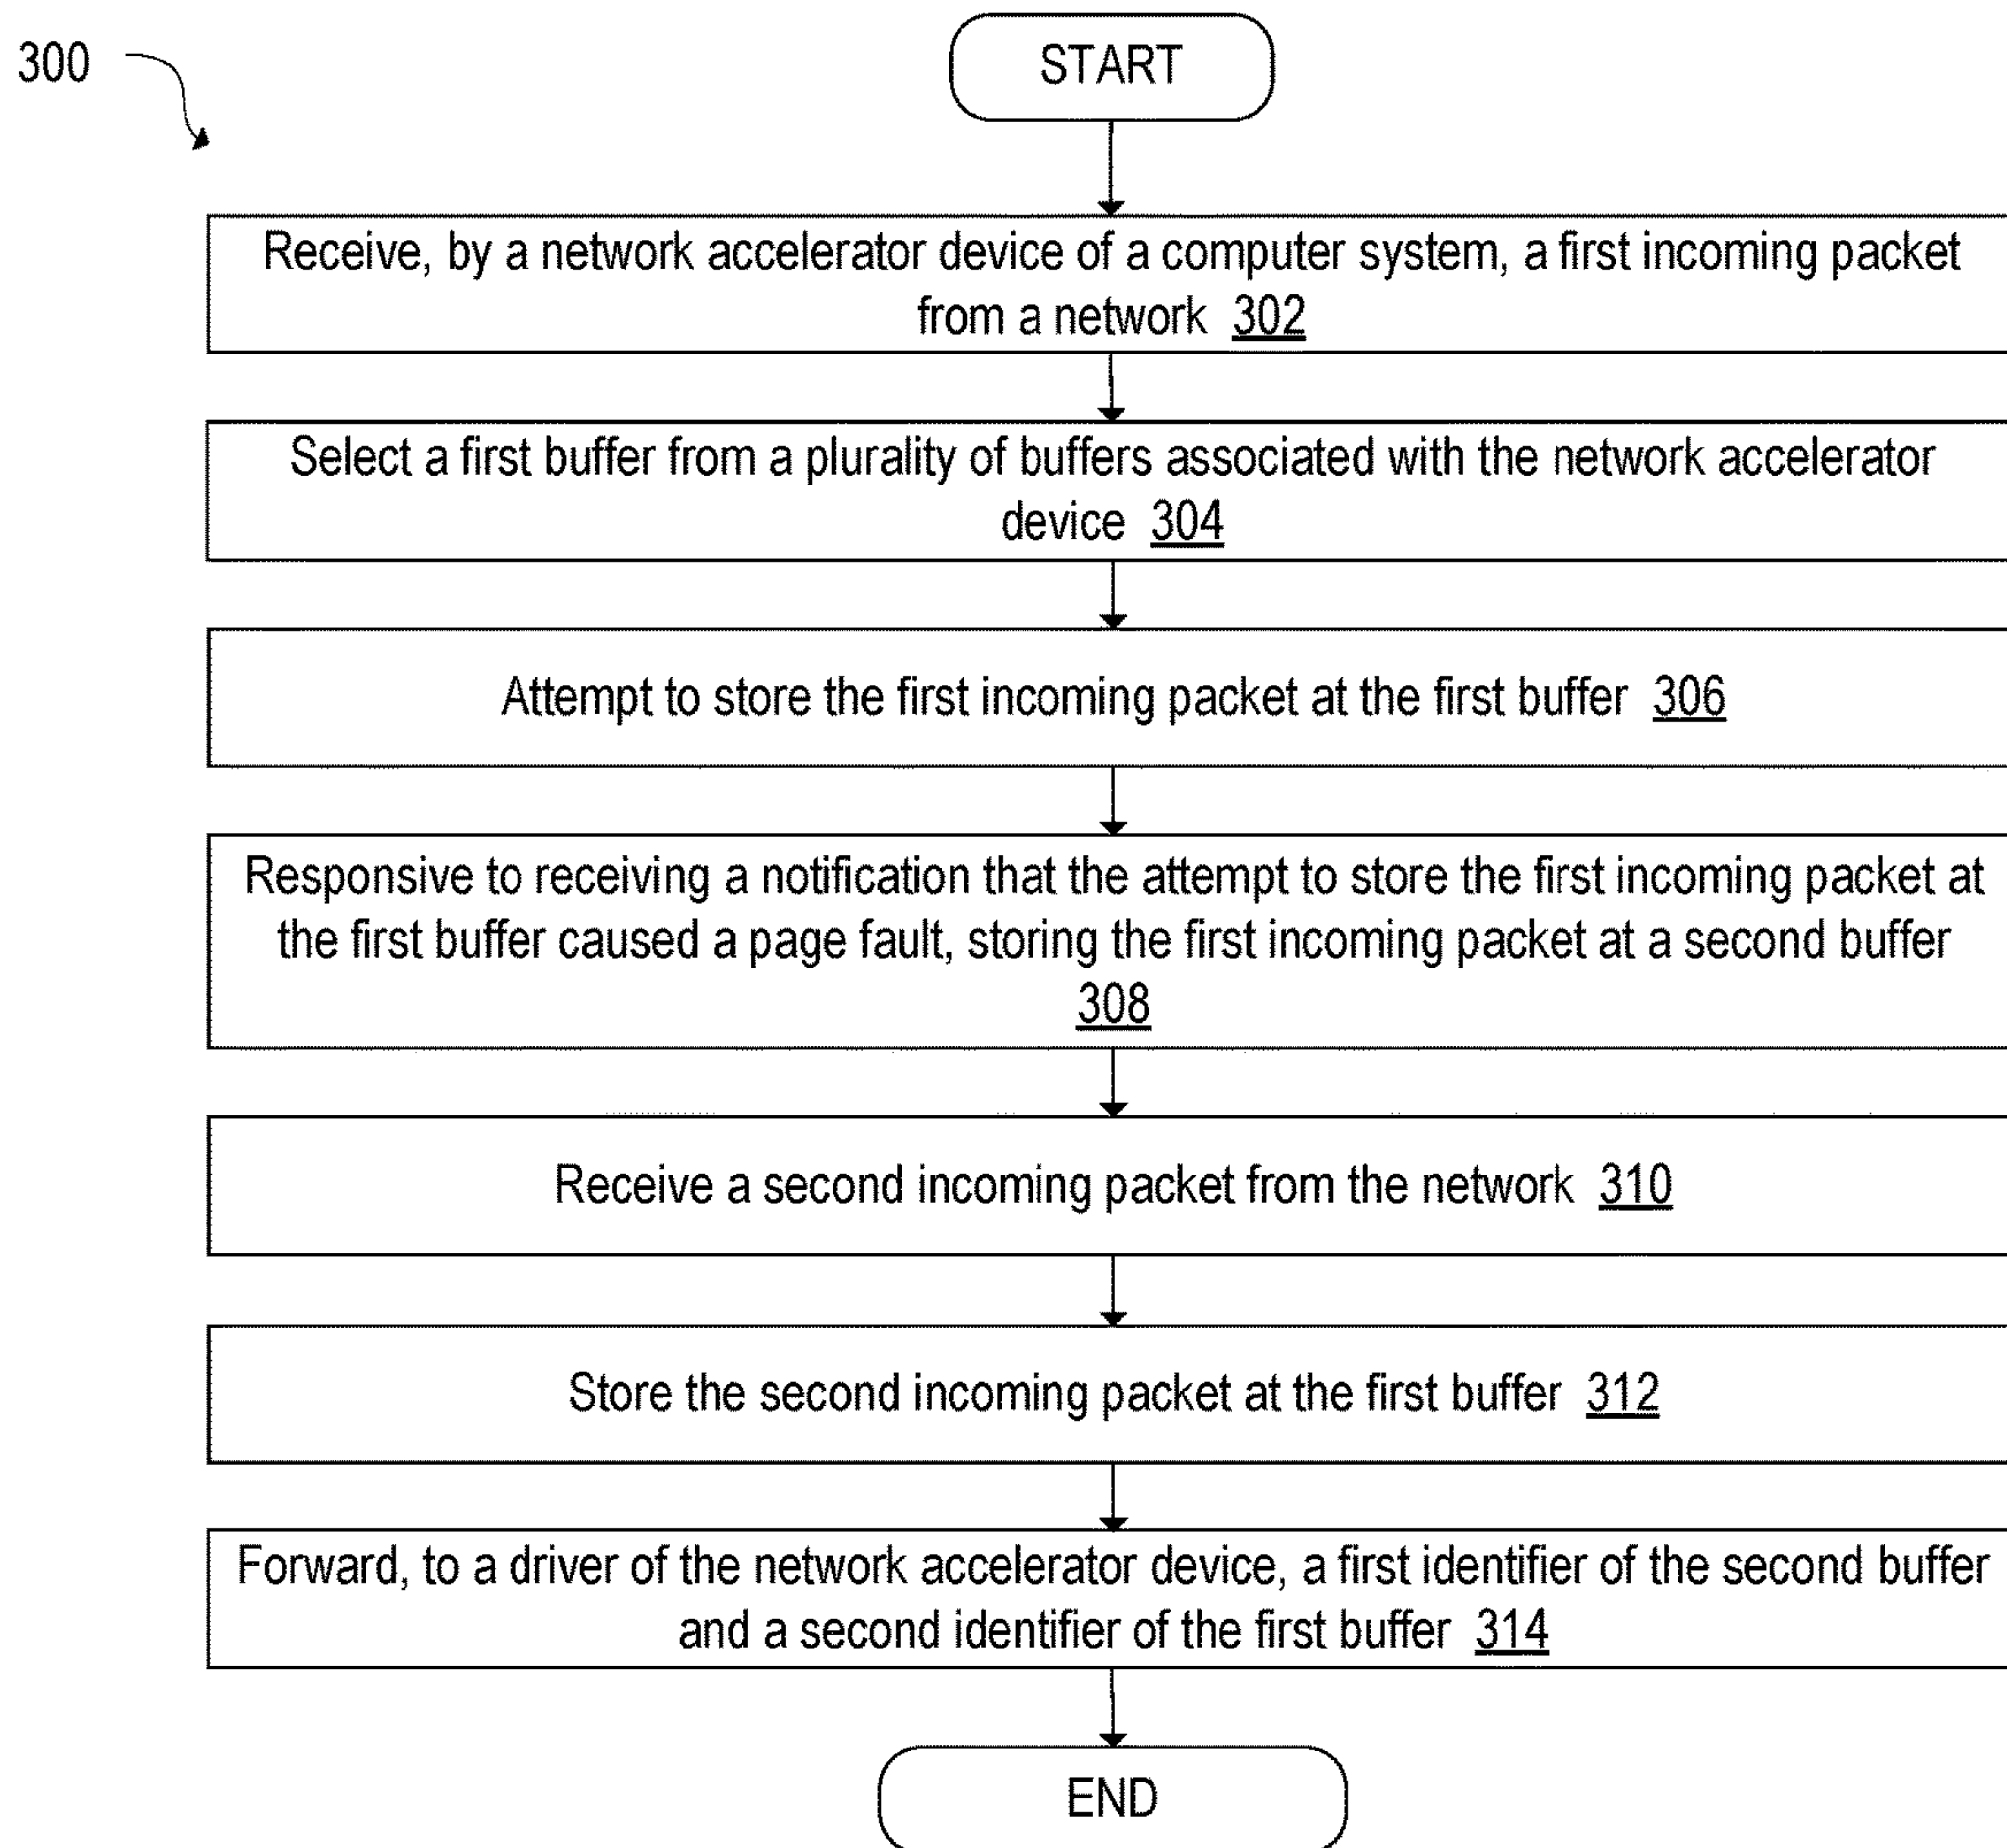 300
START
Receive, by a network accelerator device of a computer system, a first incoming packet
from a network 302
Select a first buffer from a plurality of buffers associated with the network accelerator
device 304
Attempt to store the first incoming packet at the first buffer 306
Responsive to receiving a notification that the attempt to store the first incoming packet at
the first buffer caused a page fault, storing the first incoming packet at a second buffer
308
Receive a second incoming packet from the network 310
Store the second incoming packet at the first buffer 312
Forward, to a driver of the network accelerator device, a first identifier of the second buffer
and a second identifier of the first buffer 314
END